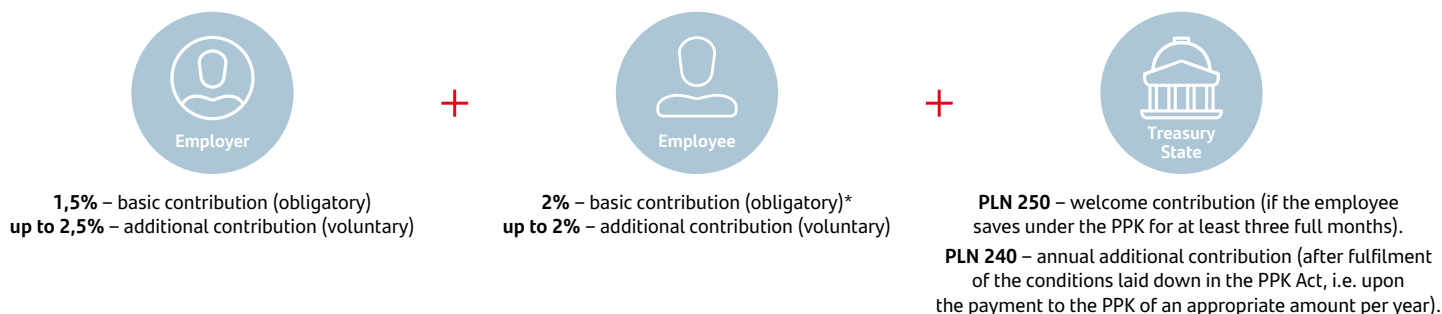 Employer
+
Employee
+
Treasury
State
1,5% – basic contribution (obligatory)
up to 2,5% – additional contribution (voluntary)
2% – basic contribution (obligatory)*
up to 2% – additional contribution (voluntary)
PLN 250 – welcome contribution (if the employee
saves under the PPK for at least three full months).
PLN 240 – annual additional contribution (after fulfilment
of the conditions laid down in the PPK Act, i.e. upon
the payment to the PPK of an appropriate amount per year).